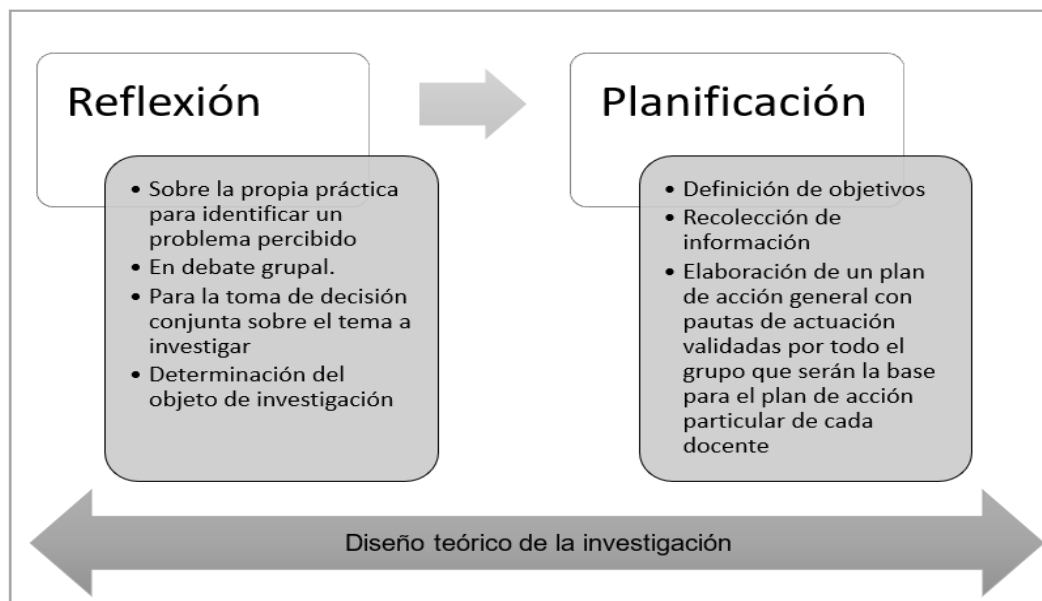 Reflexión
• Sobre la propia práctica
para identificar un
problema percibido
• En debate grupal.
• Para la toma de decisión
conjunta sobre el tema a
investigar
• Determinación del
objeto de investigación
Planificación
• Definición de objetivos
• Recolección de
información
• Elaboración de un plan
de acción general con
pautas de actuación
validadas por todo el
grupo que serán la base
para el plan de acción
particular de cada
docente
Diseño teórico de la investigación